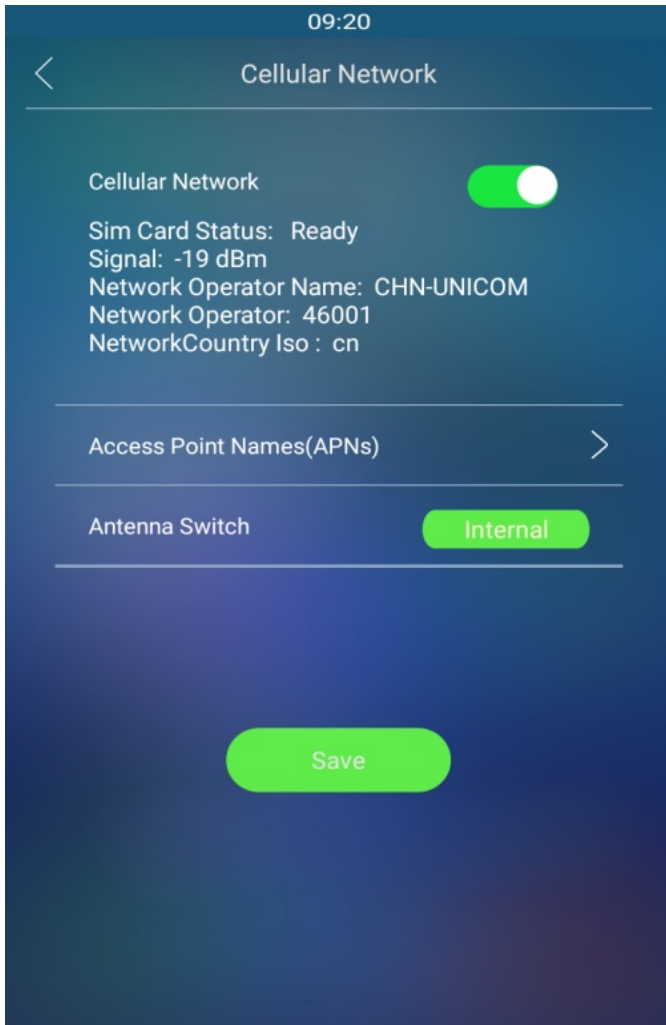 09:20
Cellular Network
Cellular Network
Sim Card Status: Ready
Signal: -19 dBm
Network Operator Name: CHN-UNICOM
Network Operator: 46001
NetworkCountry Iso : cn
Access Point Names(APNs)
Antenna Switch Internal
Save